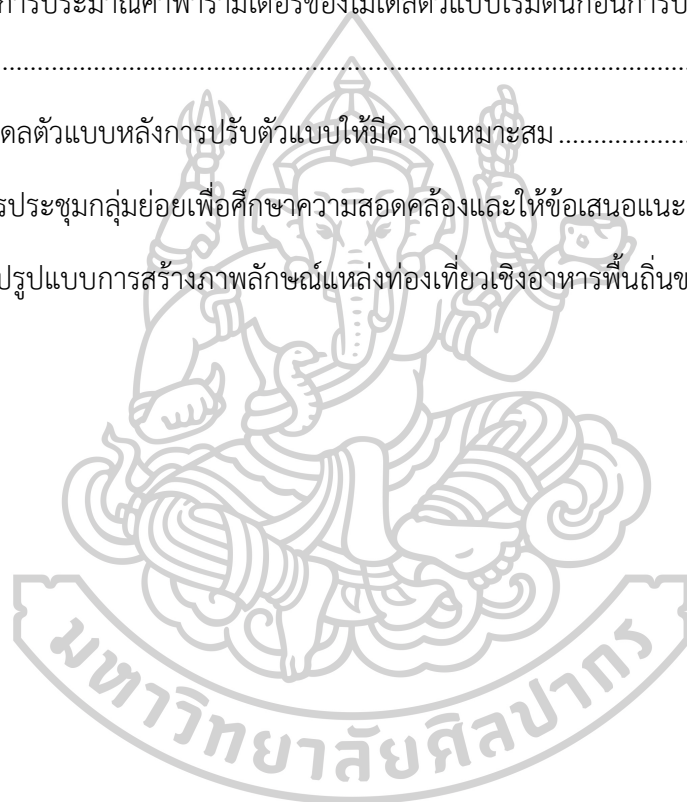 การประมาณค่าพารามิเตอร์ของโมเดลตัวแบบเริ่มต้นก่อนการป
................................................................................
ดลตัวแบบหลังการปรับตัวแบบให้มีความเหมาะสม ....................
รประชุมกลุ่มย่อยเพื่อศึกษาความสอดคล้องและให้ข้อเสนอแนะ
ปรูปแบบการสร้างภาพลักษณ์แหล่งท่องเที่ยวเชิงอาหารพื้นถิ่นข
มหาวิทยาลัยศิลปากร